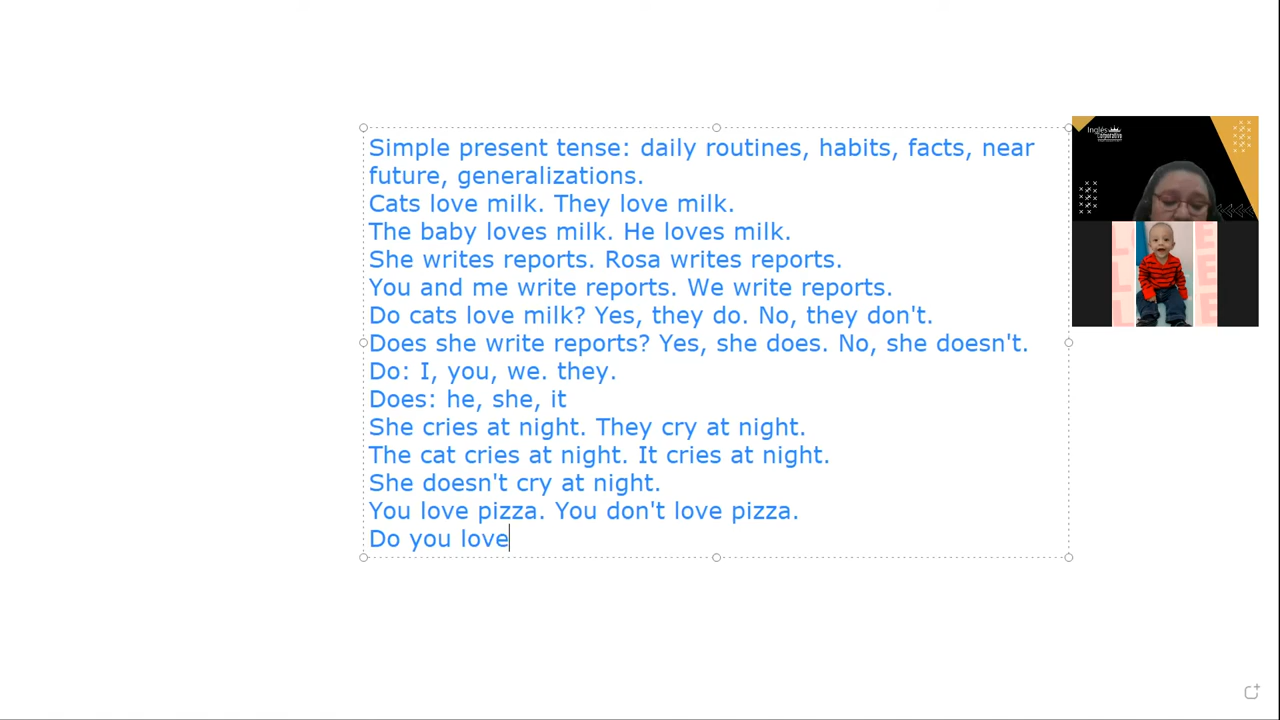 Simple present tense: daily routines, habits, facts, near
future, generalizations.
Cats love milk. They love milk.
The baby loves milk. He loves milk.
She writes reports. Rosa writes reports.
You and me write reports. We write reports.
Do cats love milk? Yes, they do. No, they don't.
Does she write reports? Yes, she does. No, she doesn't.
Do: I, you, we. they.
Does: he, she, it
She cries at night. They cry at night.
The cat cries at night. It cries at night.
She doesn't cry at night.
You love pizza. You don't love pizza.
Do you love
Inglés
Corporativo